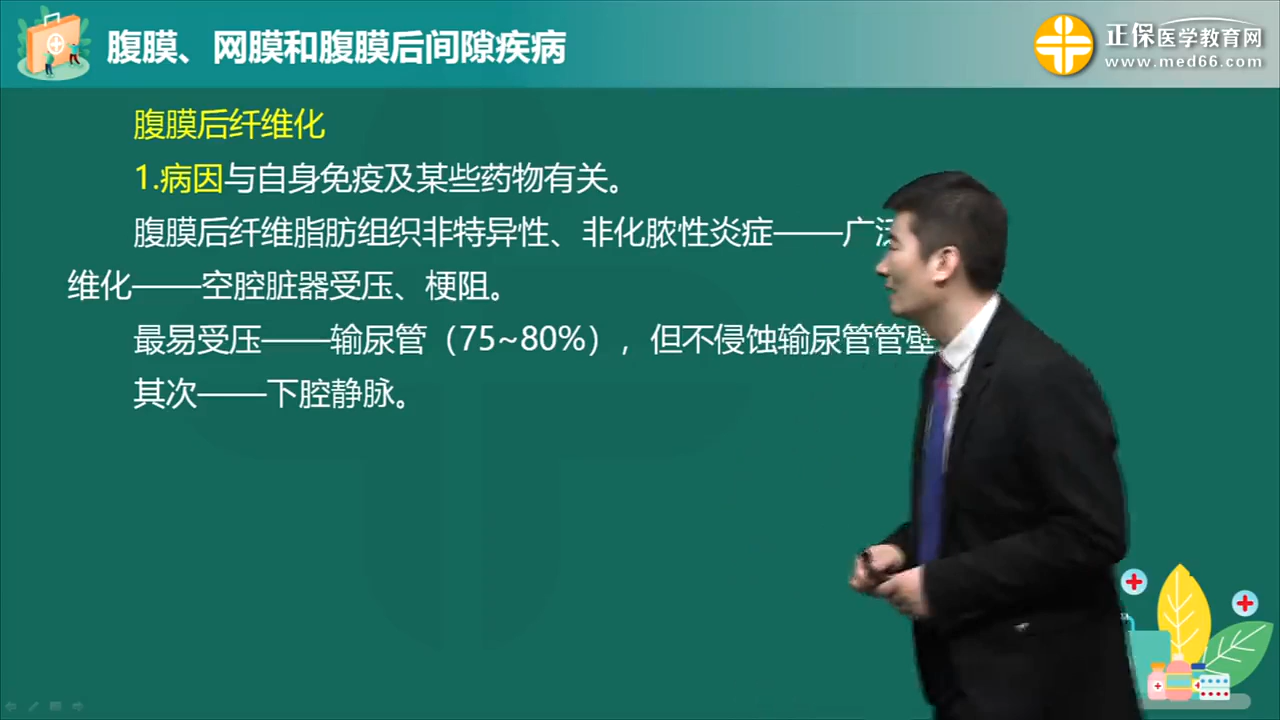 腹膜、网膜和腹膜后间隙疾病
正保医学教育网
www.med66.com
腹膜后纤维化
1.病因与自身免疫及某些药物有关。
腹膜后纤维脂肪组织非特异性、非化脓性炎症——广泛
维化——空腔脏器受压、梗阻。
最易受压——输尿管（75~80%），但不侵蚀输尿管管壁
其次——下腔静脉。